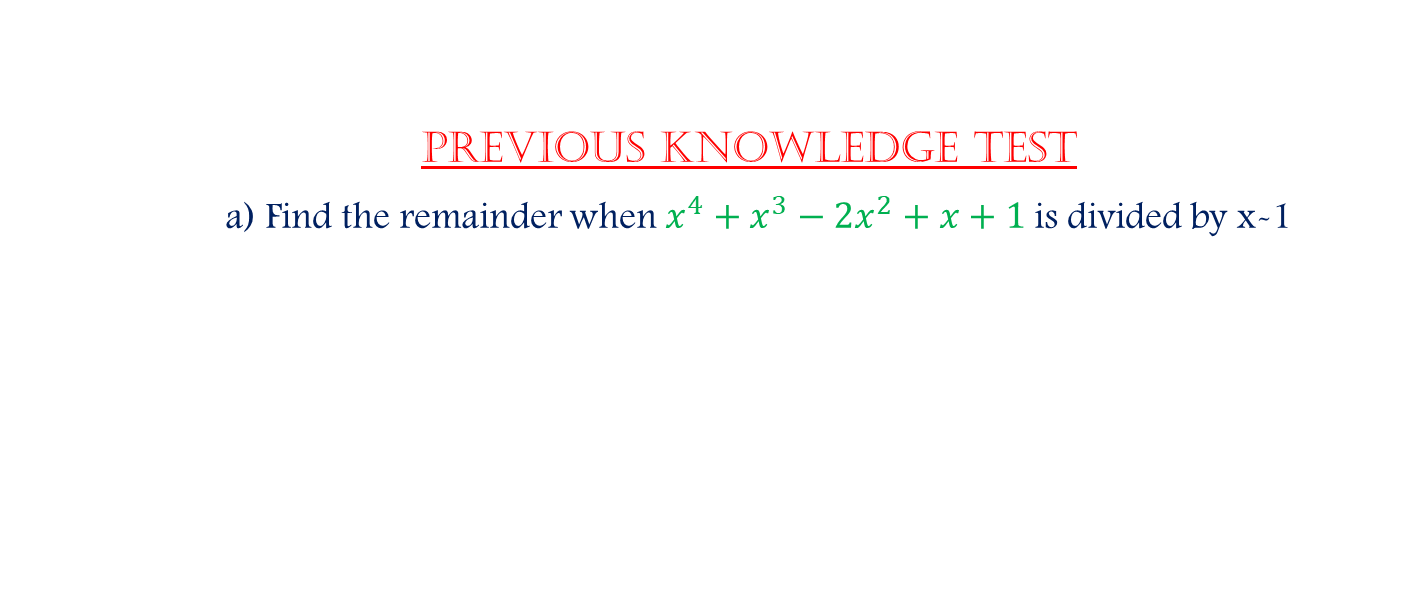 PREVIOUS KNOWLEDGE TEST
a) Find the remainder when x⁴ + x³ − 2x² + x + 1 is divided by x-1